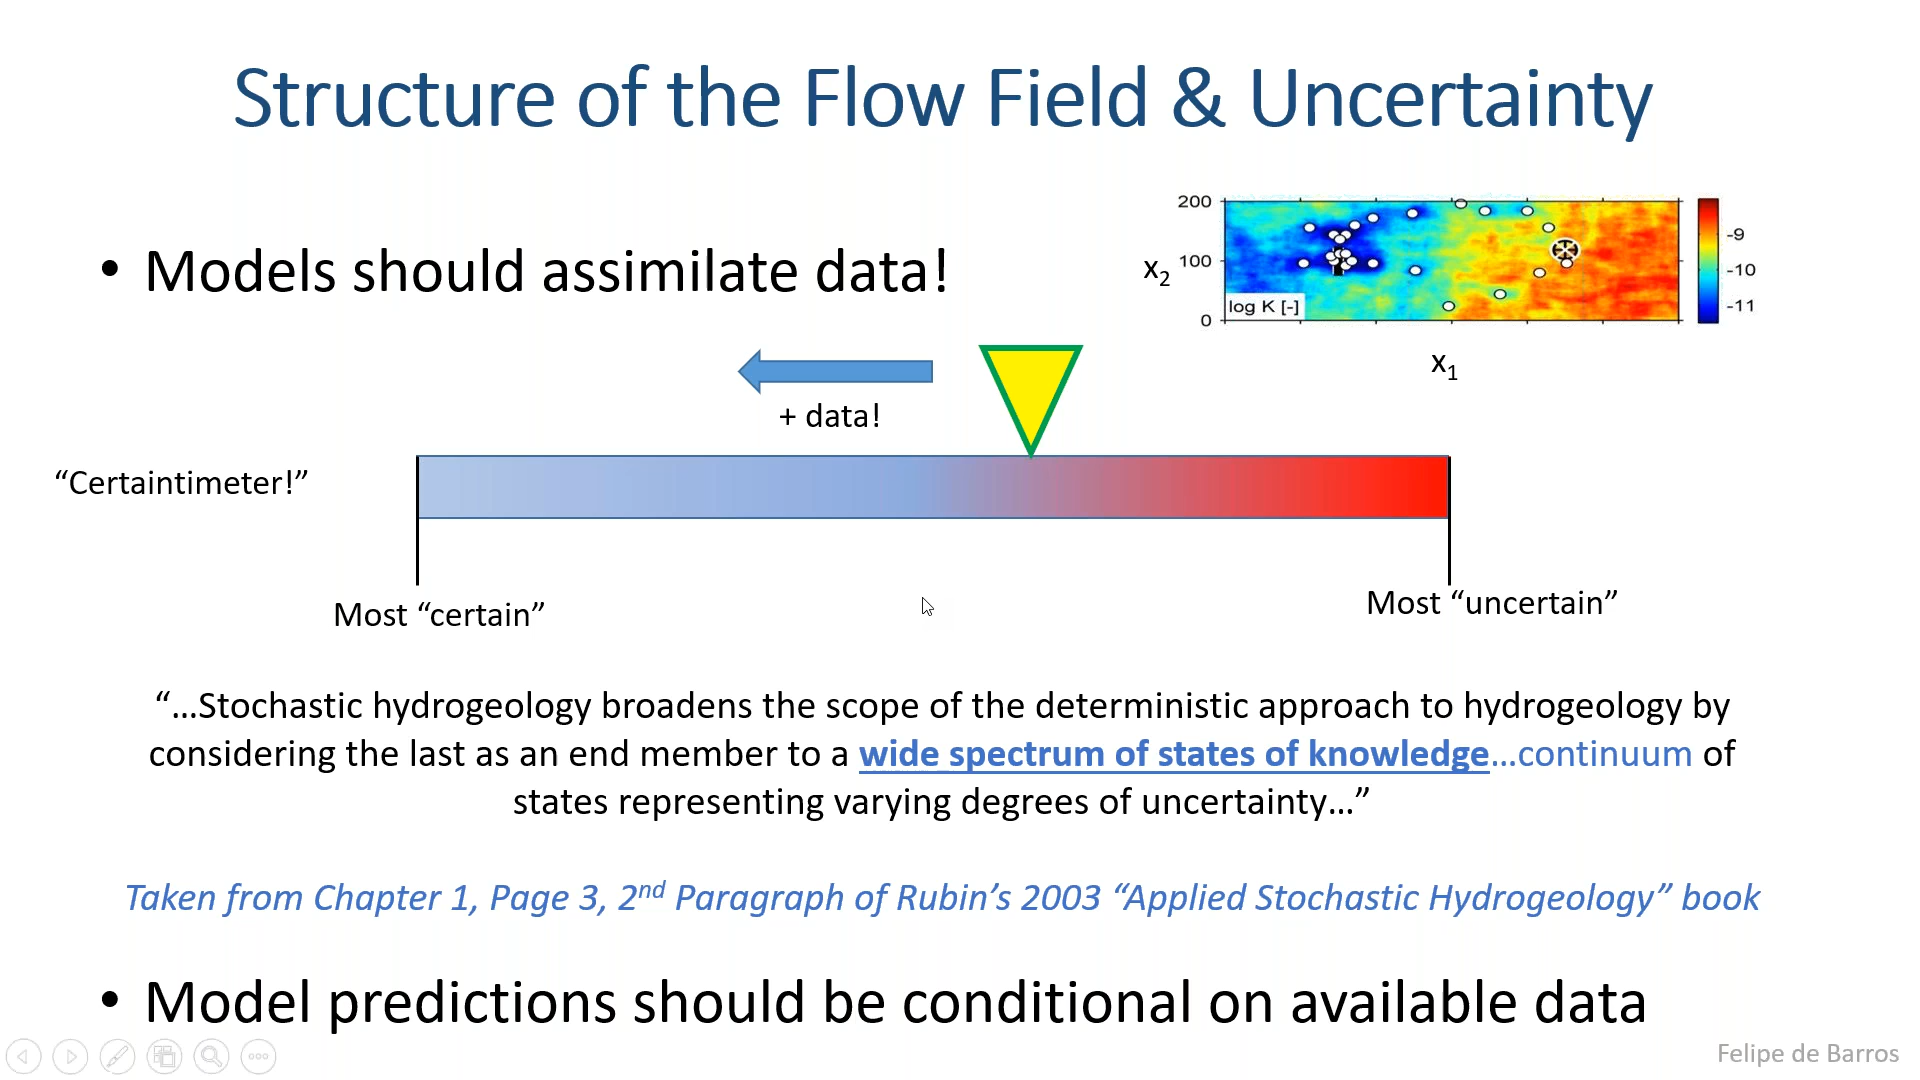 Structure of the Flow Field & Uncertainty
• Models should assimilate data!
200
100
0
x2
log K [-]
x1
-9
-10
-11
+ data!
“Certaintimeter!”
Most “certain”
Most “uncertain”
“…Stochastic hydrogeology broadens the scope of the deterministic approach to hydrogeology by
considering the last as an end member to a wide spectrum of states of knowledge…continuum of
states representing varying degrees of uncertainty…”
Taken from Chapter 1, Page 3, 2nd Paragraph of Rubin’s 2003 “Applied Stochastic Hydrogeology” book
• Model predictions should be conditional on available data
Felipe de Barros